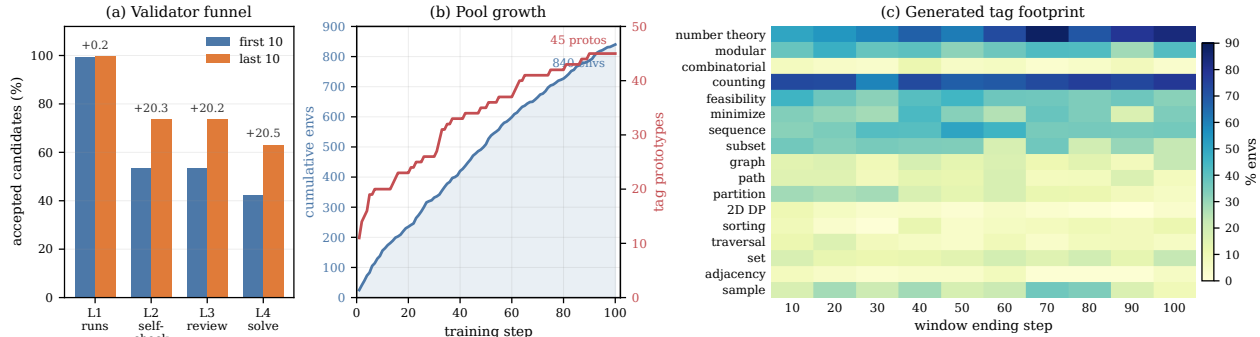 (a) Validator funnel
accepted candidates (%)
100
80
60
40
20
0
+0.2
+20.3
+20.2
+20.5
first 10
last 10
L1
runs
L2
self-
L3
review
L4
solve
(b) Pool growth
cumulative envs
900
800
700
600
500
400
300
200
100
0
45 protos
840 envs
50
40
30
20
10
0
tag prototypes
0 20 40 60 80 100
training step
(c) Generated tag footprint
number theory
modular
combinatorial
counting
feasibility
minimize
sequence
subset
graph
path
partition
2D DP
sorting
traversal
set
adjacency
sample
10 20 30 40 50 60 70 80 90 100
window ending step
90
80
70
60
50
40
30
20
10
0
% envs